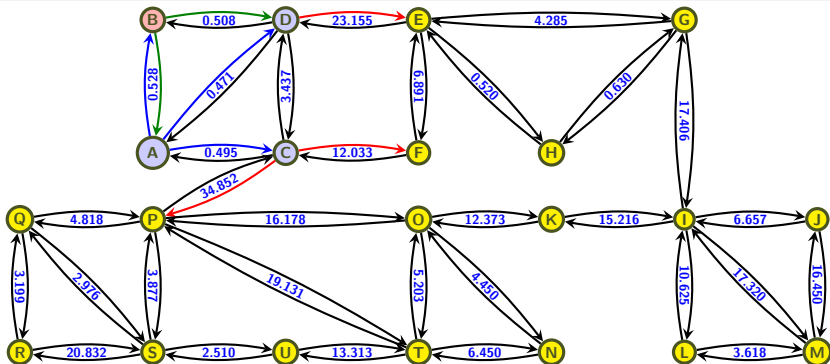 B 0.508 D 23.155 E 4.285 G
0.528 0.471 3.437 6.891 0.520 0.630 17.406
A 0.495 C 12.033 F H
34.852
Q 4.818 P 16.178 O 12.373 K 15.216 I 6.657 J
3.199 2.976 3.877 19.131 5.203 4.450 10.625 17.320 16.450
R 20.832 S 2.510 U 13.313 T 6.450 N L 3.618 M